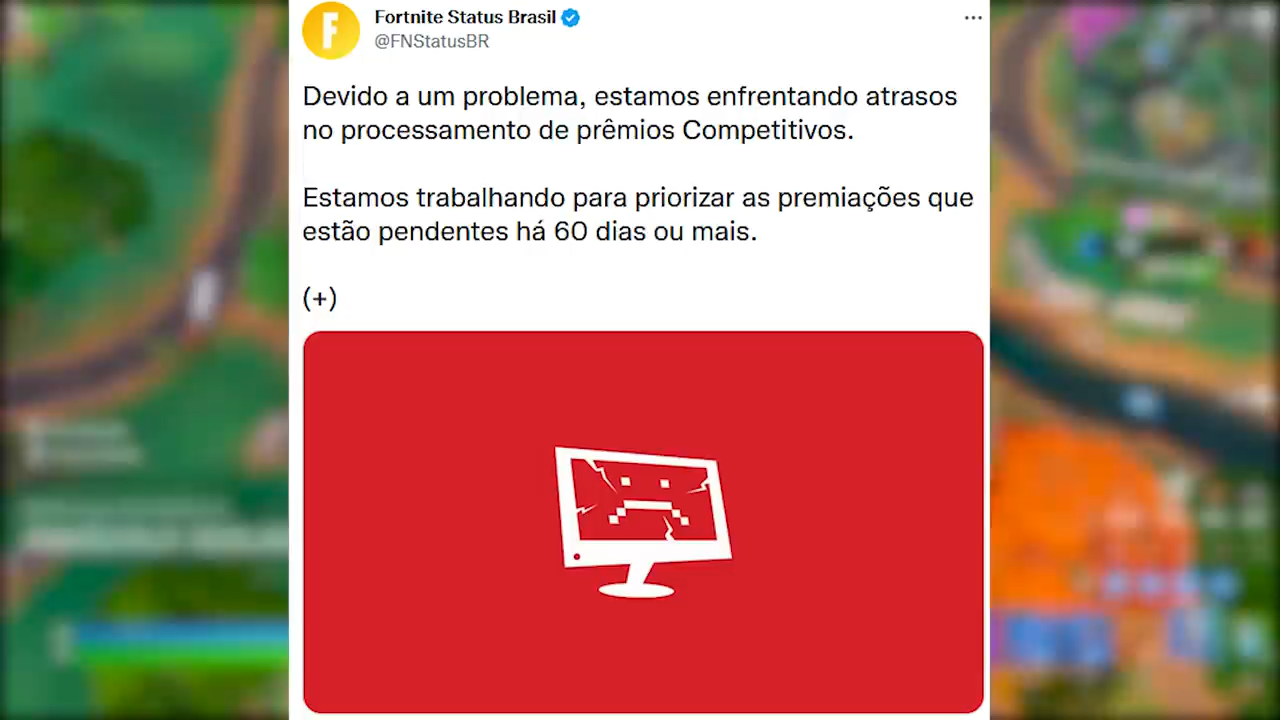 Fortnite Status Brasil
@FNStatusBR
Devido a um problema, estamos enfrentando atrasos
no processamento de prêmios Competitivos.
Estamos trabalhando para priorizar as premiações que
estão pendentes há 60 dias ou mais.
(+)